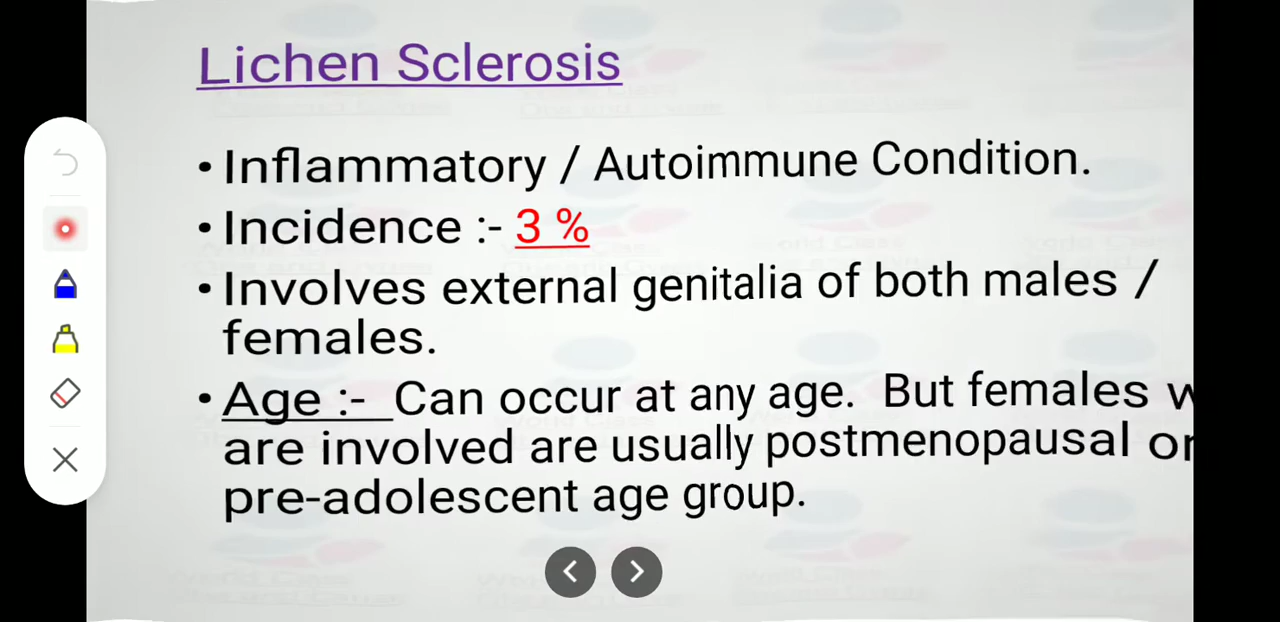 Lichen Sclerosis
• Inflammatory / Autoimmune Condition.
• Incidence :- 3 %
• Involves external genitalia of both males /
females.
• Age :- Can occur at any age. But females
are involved are usually postmenopausal or
pre-adolescent age group.